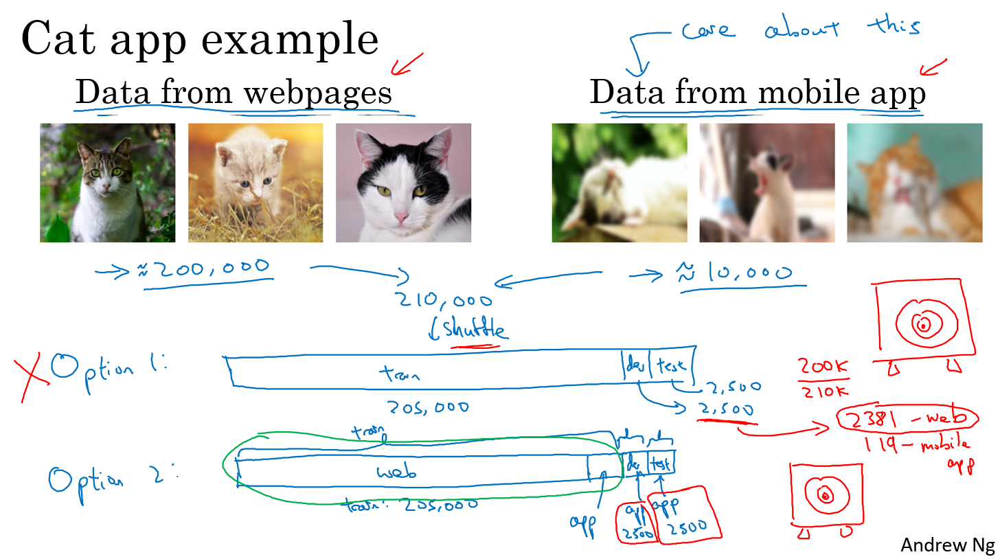 Cat app example
care about this
Data from webpages
Data from mobile app
→ ≈ 200,000
→ ≈ 10,000
210,000
shuffle
Option 1:
train
dev
test
205,000
2,500
2,500
200K
210K
2381 - web
119 - mobile
app
train
Option 2:
web
dev
test
train: 205,000
app
app
2500
app
2500
Andrew Ng